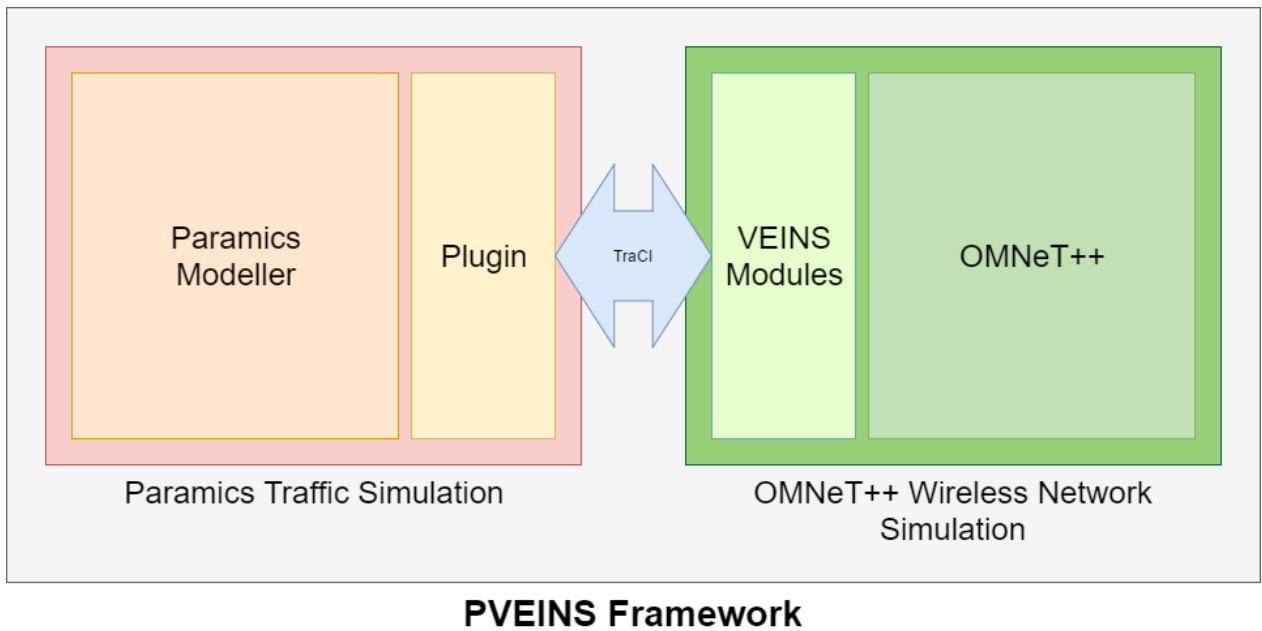 Paramics
Modeller
Plugin
TraCI
VEINS
Modules
OMNeT++
Paramics Traffic Simulation
OMNeT++ Wireless Network
Simulation
PVEINS Framework